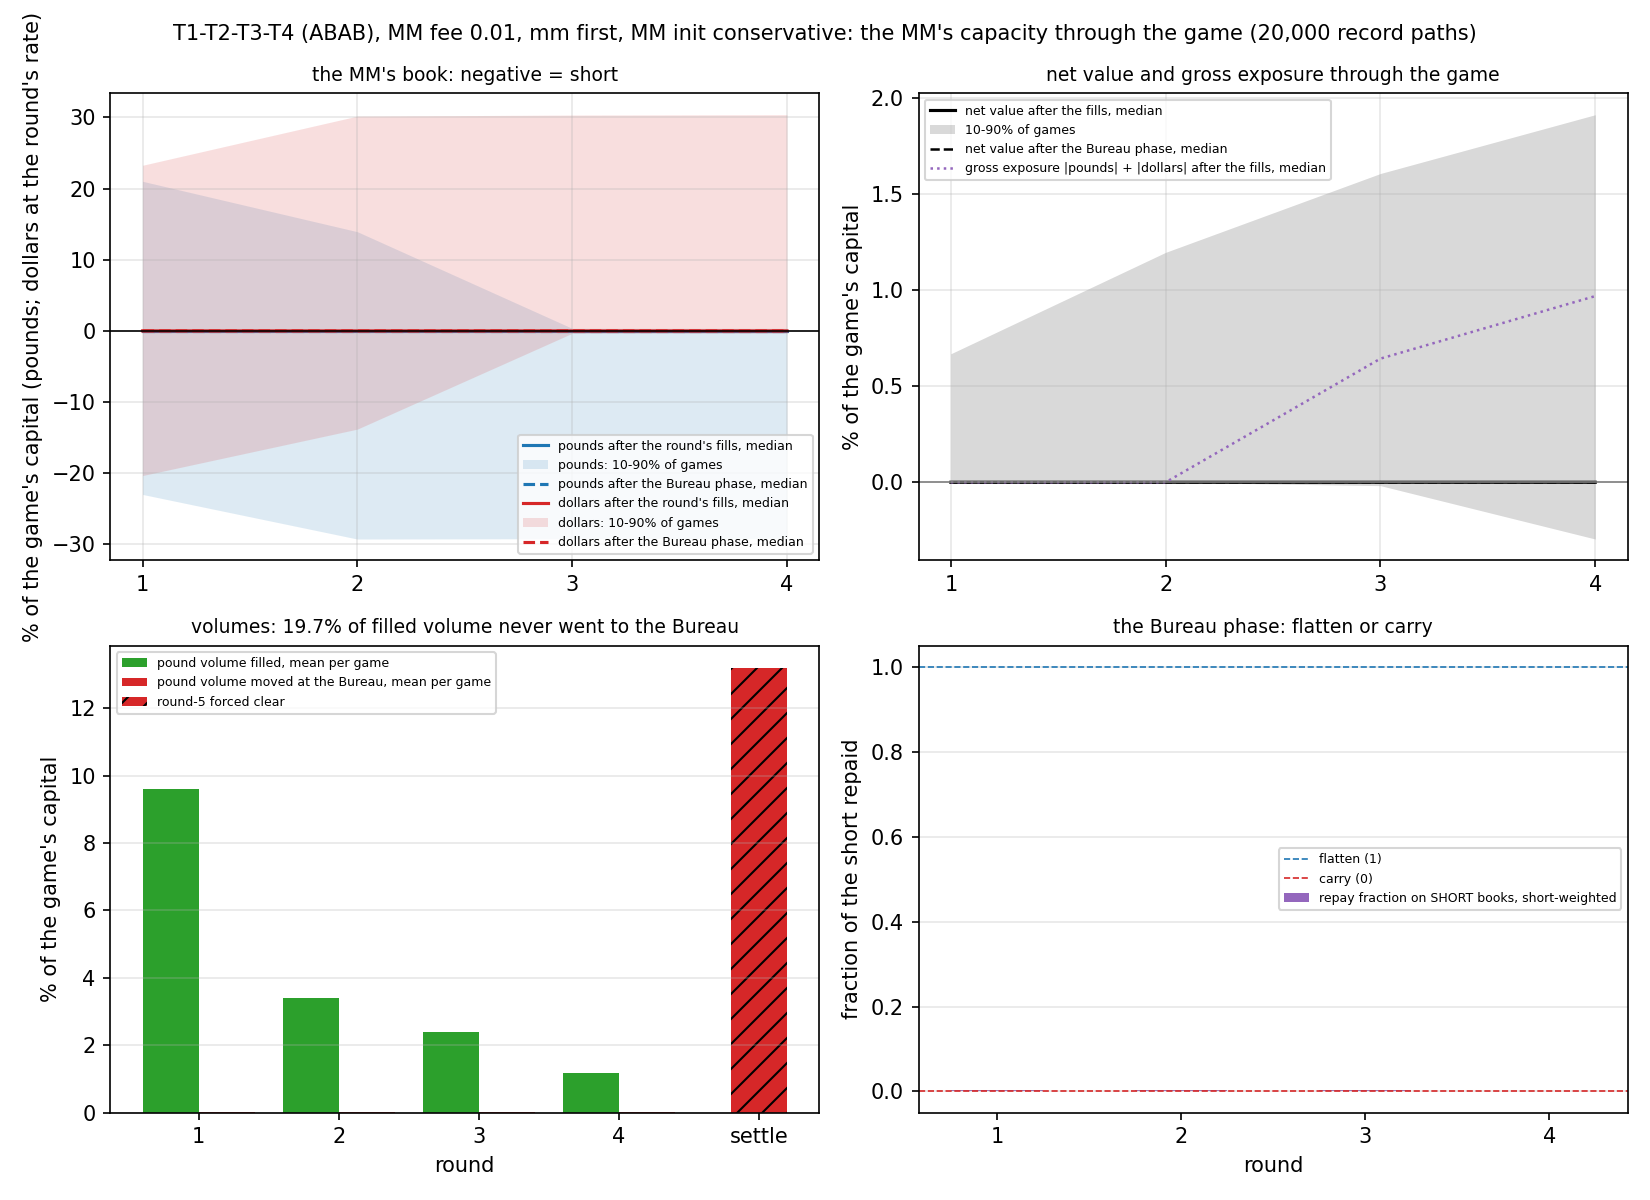 T1-T2-T3-T4 (ABAB), MM fee 0.01, mm first, MM init conservative: the MM's capacity through the game (20,000 record paths)
the MM's book: negative = short
% of the game's capital (pounds; dollars at the round's rate)
30
20
10
0
−10
−20
−30
1
2
3
4
pounds after the round's fills, median
pounds: 10-90% of games
pounds after the Bureau phase, median
dollars after the round's fills, median
dollars: 10-90% of games
dollars after the Bureau phase, median
net value and gross exposure through the game
% of the game's capital
2.0
1.5
1.0
0.5
0.0
1
2
3
4
net value after the fills, median
10-90% of games
net value after the Bureau phase, median
gross exposure |pounds| + |dollars| after the fills, median
volumes: 19.7% of filled volume never went to the Bureau
% of the game's capital
12
10
8
6
4
2
0
1
2
3
4
settle
round
pound volume filled, mean per game
pound volume moved at the Bureau, mean per game
round-5 forced clear
the Bureau phase: flatten or carry
fraction of the short repaid
1.0
0.8
0.6
0.4
0.2
0.0
1
2
3
4
round
flatten (1)
carry (0)
repay fraction on SHORT books, short-weighted